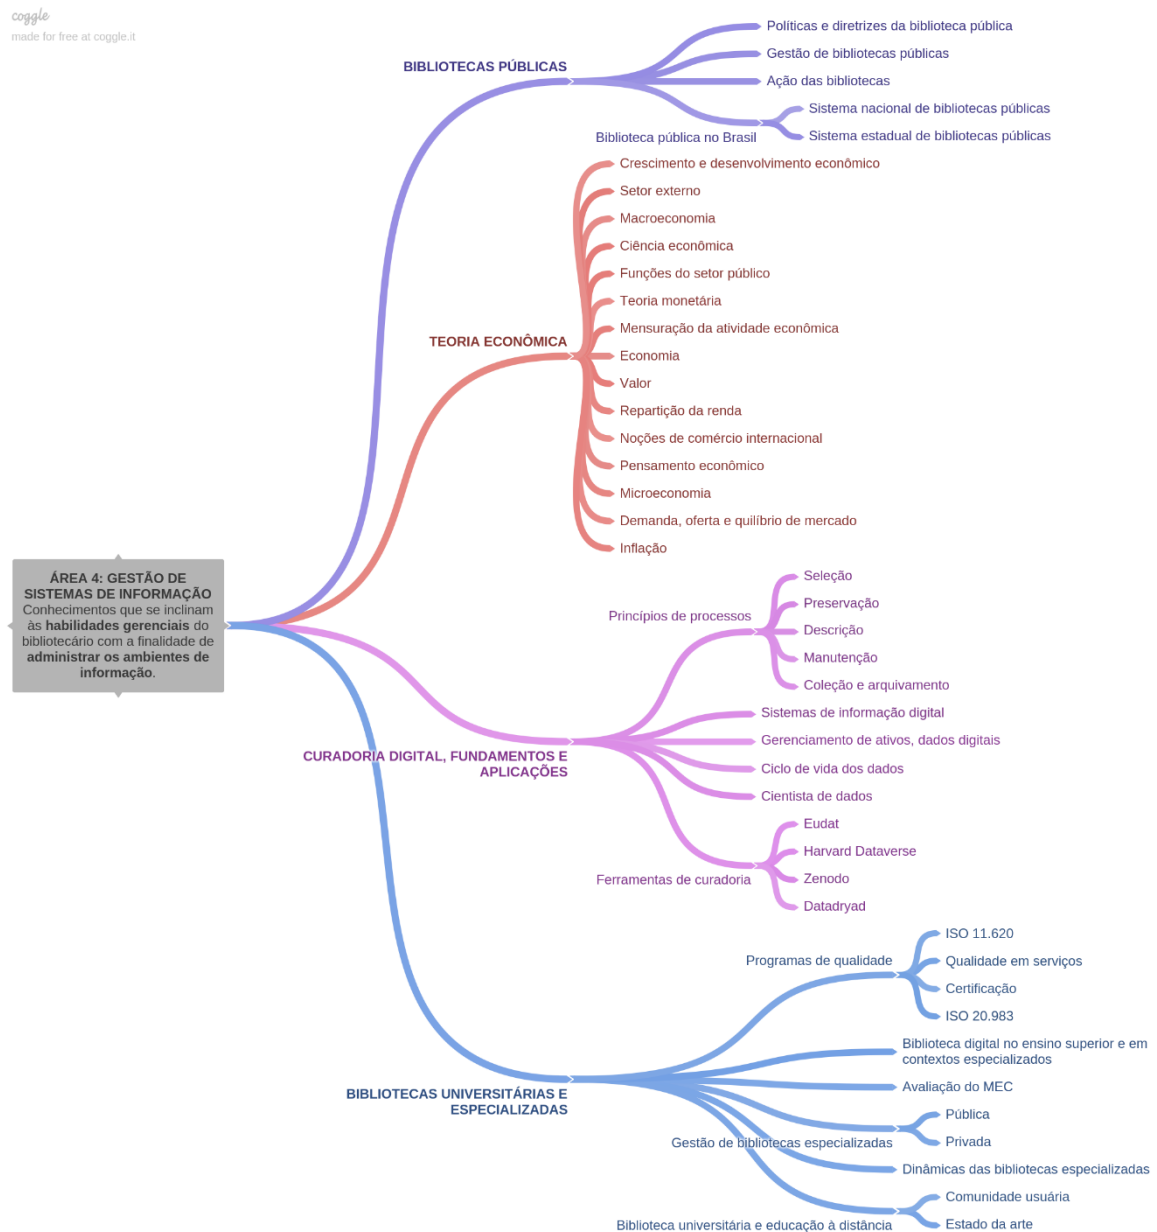 coggle
made for free at coggle.it
ÁREA 4: GESTÃO DE
SISTEMAS DE INFORMAÇÃO
Conhecimentos que se inclinam
às habilidades gerenciais do
bibliotecário com a finalidade de
administrar os ambientes de
informação.
BIBLIOTECAS PÚBLICAS
Políticas e diretrizes da biblioteca pública
Gestão de bibliotecas públicas
Ação das bibliotecas
Biblioteca pública no Brasil
Sistema nacional de bibliotecas públicas
Sistema estadual de bibliotecas públicas
TEORIA ECONÔMICA
Crescimento e desenvolvimento econômico
Setor externo
Macroeconomia
Ciência econômica
Funções do setor público
Teoria monetária
Mensuração da atividade econômica
Economia
Valor
Repartição da renda
Noções de comércio internacional
Pensamento econômico
Microeconomia
Demanda, oferta e quilíbrio de mercado
Inflação
CURADORIA DIGITAL, FUNDAMENTOS E
APLICAÇÕES
Princípios de processos
Seleção
Preservação
Descrição
Manutenção
Coleção e arquivamento
Sistemas de informação digital
Gerenciamento de ativos, dados digitais
Ciclo de vida dos dados
Cientista de dados
Ferramentas de curadoria
Eudat
Harvard Dataverse
Zenodo
Datadryad
BIBLIOTECAS UNIVERSITÁRIAS E
ESPECIALIZADAS
Programas de qualidade
ISO 11.620
Qualidade em serviços
Certificação
ISO 20.983
Biblioteca digital no ensino superior e em
contextos especializados
Avaliação do MEC
Gestão de bibliotecas especializadas
Pública
Privada
Dinâmicas das bibliotecas especializadas
Biblioteca universitária e educação à distância
Comunidade usuária
Estado da arte